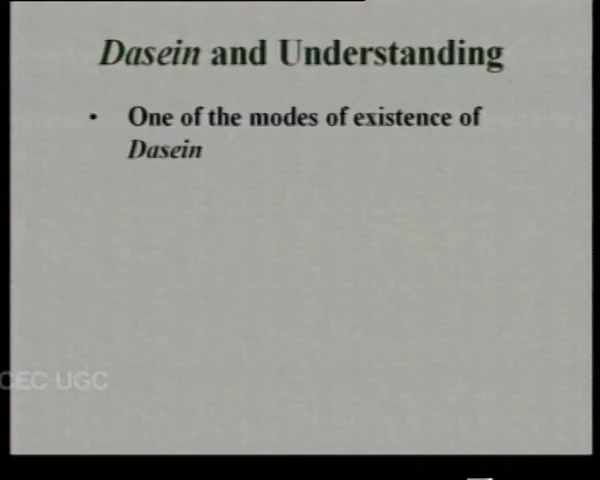 Dasein and Understanding
• One of the modes of existence of
Dasein
CEC-UGC